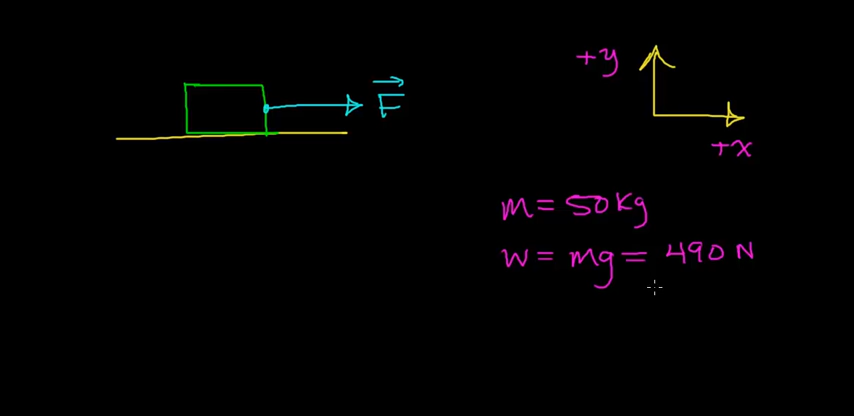 F
+y
+x
m = 50 Kg
W = mg = 490 N